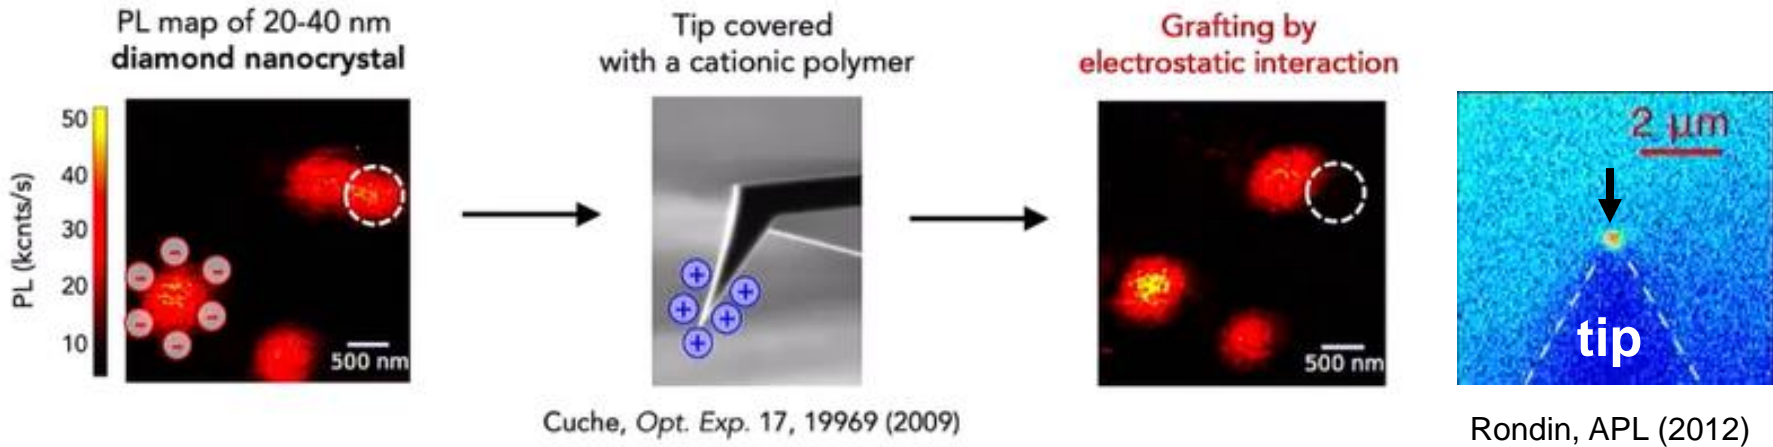 PL map of 20-40 nm
diamond nanocrystal
Tip covered
with a cationic polymer
Grafting by
electrostatic interaction
PL (kcnts/s)
50
40
30
20
10
-
-
-
-
-
-
500 nm
+
+
+
+
+
500 nm
2 µm
tip
Cuche, Opt. Exp. 17, 19969 (2009)
Rondin, APL (2012)